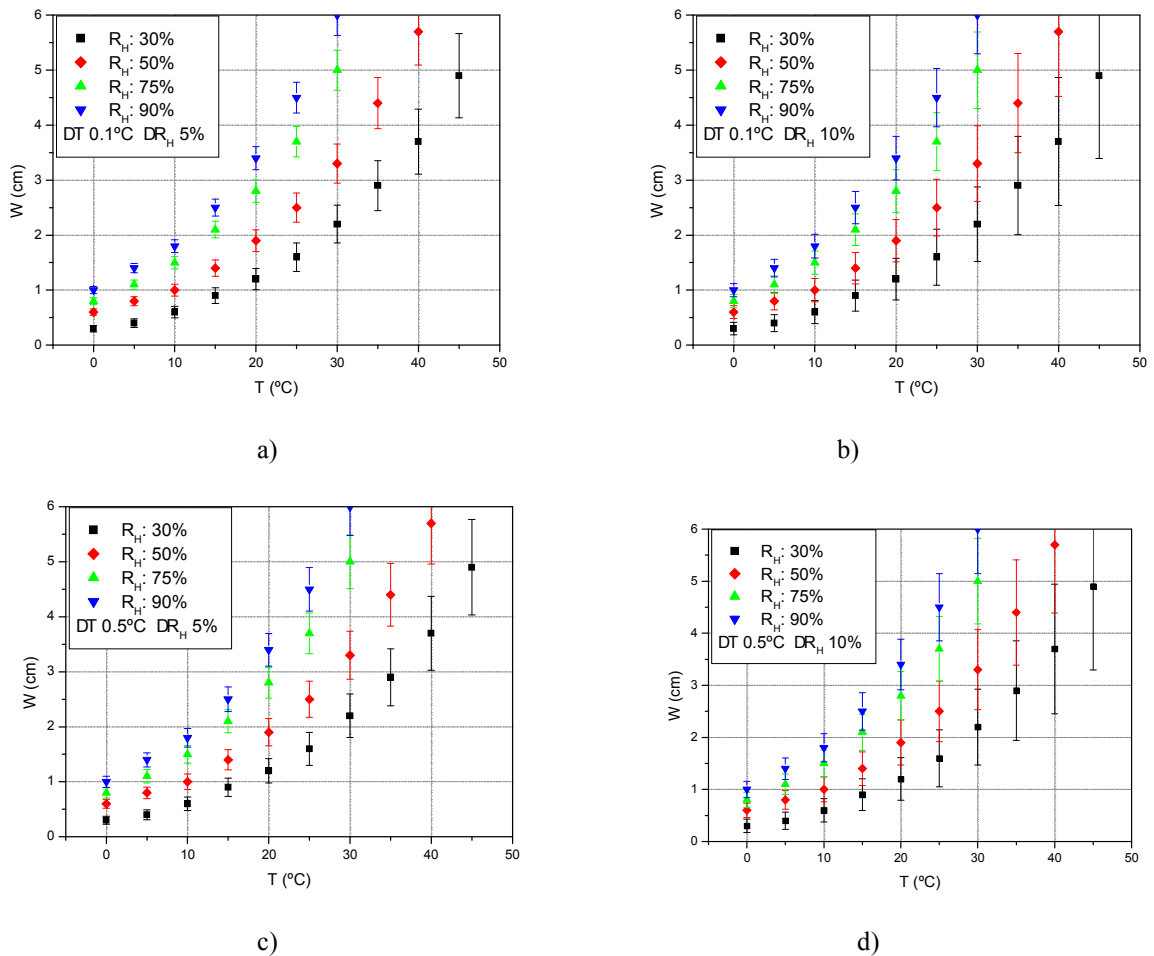 6
5
4
3
2
1
0
W (cm)
R_H: 30%
R_H: 50%
R_H: 75%
R_H: 90%
DT 0.1ºC DR_H 5%
0 10 20 30 40 50
T (ºC)
a)
6
5
4
3
2
1
0
W (cm)
R_H: 30%
R_H: 50%
R_H: 75%
R_H: 90%
DT 0.1ºC DR_H 10%
0 10 20 30 40 50
T (ºC)
b)
6
5
4
3
2
1
0
W (cm)
R_H: 30%
R_H: 50%
R_H: 75%
R_H: 90%
DT 0.5ºC DR_H 5%
0 10 20 30 40 50
T (ºC)
c)
6
5
4
3
2
1
0
W (cm)
R_H: 30%
R_H: 50%
R_H: 75%
R_H: 90%
DT 0.5ºC DR_H 10%
0 10 20 30 40 50
T (ºC)
d)